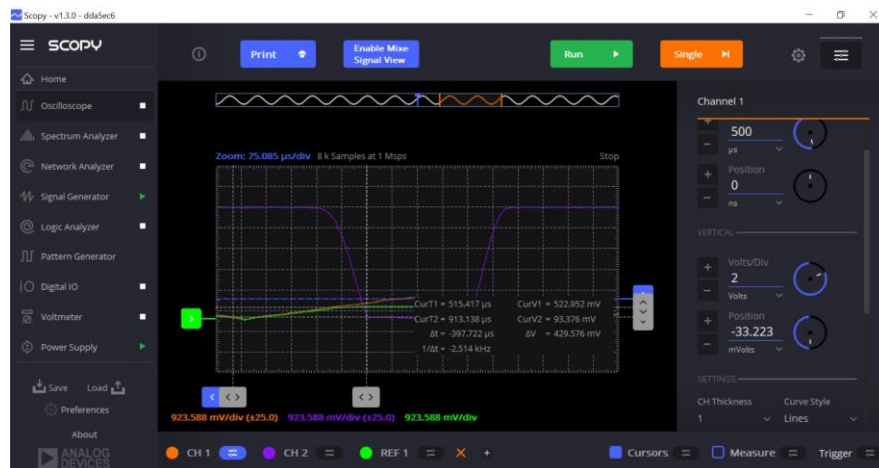 Scopy - v1.3.0 - dda5ec6
SCOPY
Print
Enable Mixe
Signal View
Run
Single
Home
Oscilloscope
Spectrum Analyzer
Network Analyzer
Signal Generator
Logic Analyzer
Pattern Generator
Digital IO
Voltmeter
Power Supply
Save Load
Preferences
About
ANALOG
DEVICES
Zoom: 75.085 µs/div 8 k Samples at 1 Msps Stop
CurT1 = 515.417 µs CurV1 = 522.952 mV
CurT2 = 913.138 µs CurV2 = 93.376 mV
Δt = -397.722 µs ΔV = 429.576 mV
1/Δt = -2.514 kHz
923.588 mV/div (±25.0) 923.588 mV/div (±25.0) 923.588 mV/div
Channel 1
500
µs
Position
0
ns
VERTICAL
Volts/Div
2
Volts
Position
-33.223
mVolts
SETTINGS
CH Thickness Curve Style
1 Lines
CH 1 CH 2 REF 1 Cursors Measure Trigger